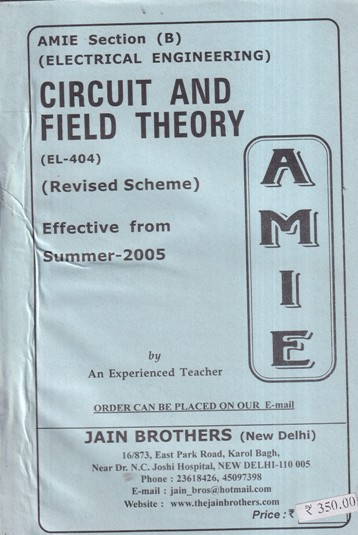 AMIE Section (B)
(ELECTRICAL ENGINEERING)
CIRCUIT AND
FIELD THEORY
(EL-404)
(Revised Scheme)
Effective from
Summer-2005
AMIE
by
An Experienced Teacher
ORDER CAN BE PLACED ON OUR E-mail
JAIN BROTHERS (New Delhi)
16/873, East Park Road, Karol Bagh,
Near Dr. N.C. Joshi Hospital, NEW DELHI-110 005
Phone : 23618426, 45097398
E-mail : jain_bros@hotmail.com
Website : www.thejainbrothers.com
Price : ₹ ₹ 350.00